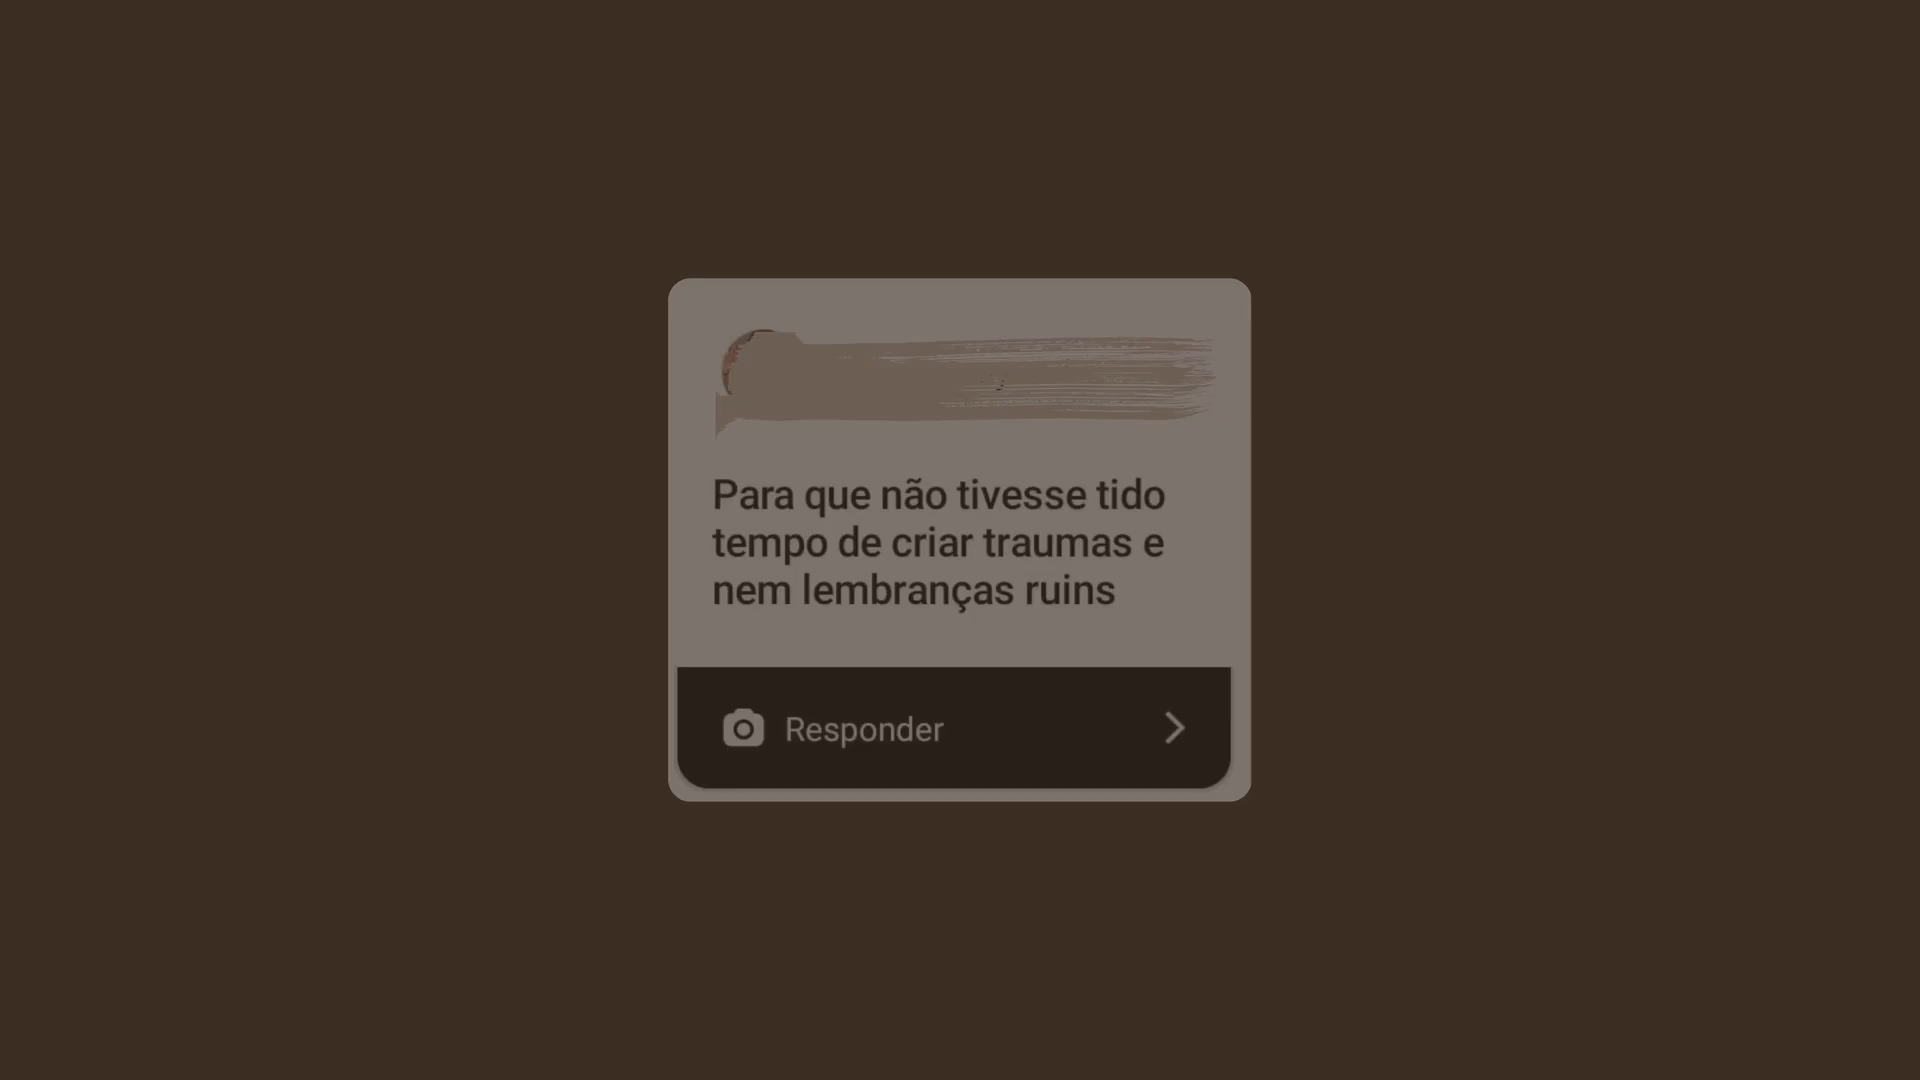 Para que não tivesse tido
tempo de criar traumas e
nem lembranças ruins
Responder